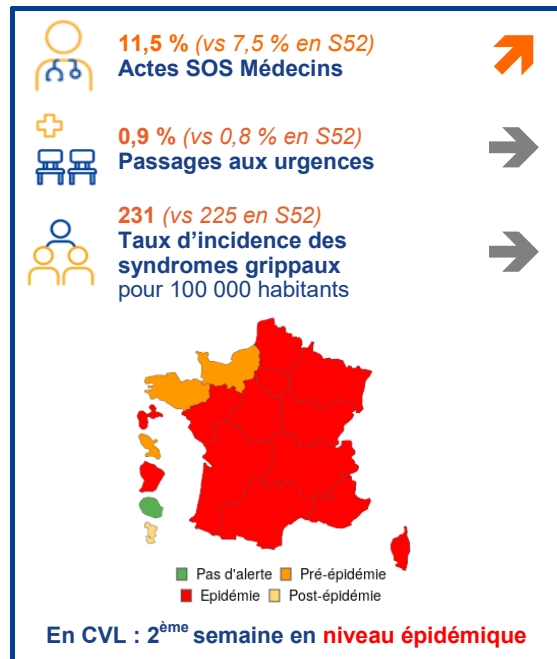 11,5 % (vs 7,5 % en S52)
Actes SOS Médecins
0,9 % (vs 0,8 % en S52)
Passages aux urgences
231 (vs 225 en S52)
Taux d’incidence des
syndromes grippaux
pour 100 000 habitants
Pas d'alerte Pré-épidémie
Epidémie Post-épidémie
En CVL : 2ème semaine en niveau épidémique